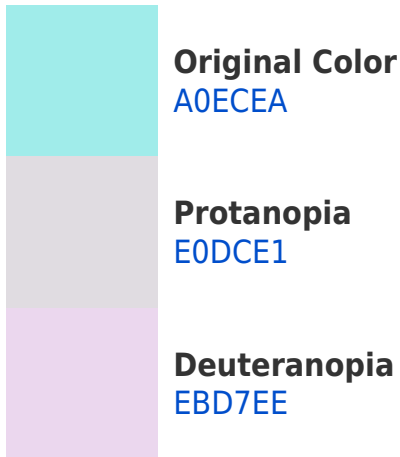 Original Color
A0ECEA
Protanopia
E0DCE1
Deuteranopia
EBD7EE